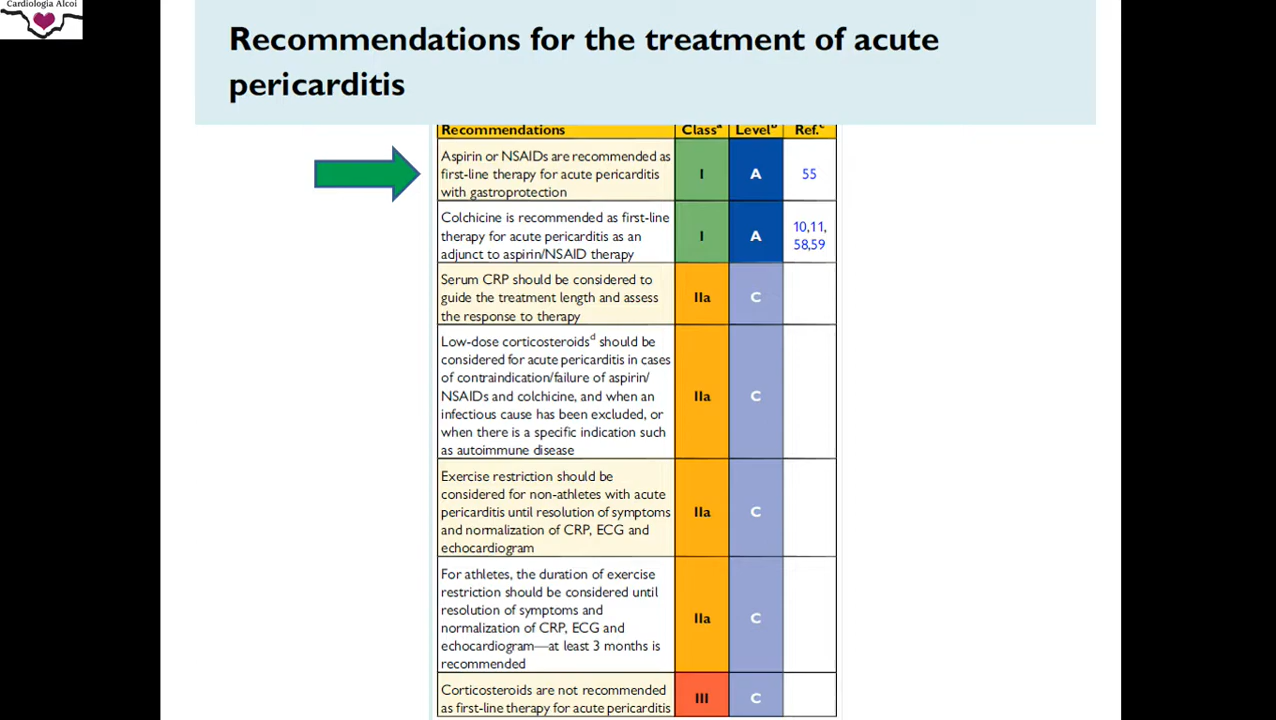 Cardiología Alcoi
Recommendations for the treatment of acute
pericarditis
Recommendations Classᵃ Levelᵇ Ref.ᶜ
Aspirin or NSAIDs are recommended as
first-line therapy for acute pericarditis
with gastroprotection
I A 55
Colchicine is recommended as first-line
therapy for acute pericarditis as an
adjunct to aspirin/NSAID therapy
I A 10,11,
58,59
Serum CRP should be considered to
guide the treatment length and assess
the response to therapy
IIa C
Low-dose corticosteroidsᵈ should be
considered for acute pericarditis in cases
of contraindication/failure of aspirin/
NSAIDs and colchicine, and when an
infectious cause has been excluded, or
when there is a specific indication such
as autoimmune disease
IIa C
Exercise restriction should be
considered for non-athletes with acute
pericarditis until resolution of symptoms
and normalization of CRP, ECG and
echocardiogram
IIa C
For athletes, the duration of exercise
restriction should be considered until
resolution of symptoms and
normalization of CRP, ECG and
echocardiogram—at least 3 months is
recommended
IIa C
Corticosteroids are not recommended
as first-line therapy for acute pericarditis
III C